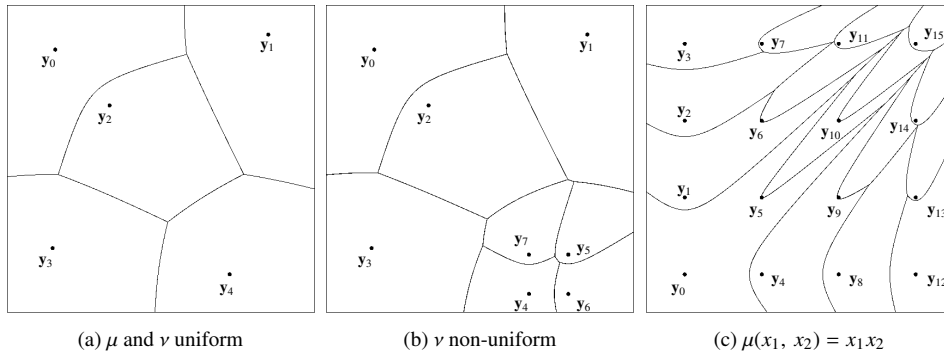 y0
y1
y2
y3
y4
(a) μ and ν uniform
y0
y1
y2
y3
y7
y5
y4
y6
(b) ν non-uniform
y3
y7
y11
y15
y2
y6
y10
y14
y1
y5
y9
y13
y0
y4
y8
y12
(c) μ(x1, x2) = x1x2